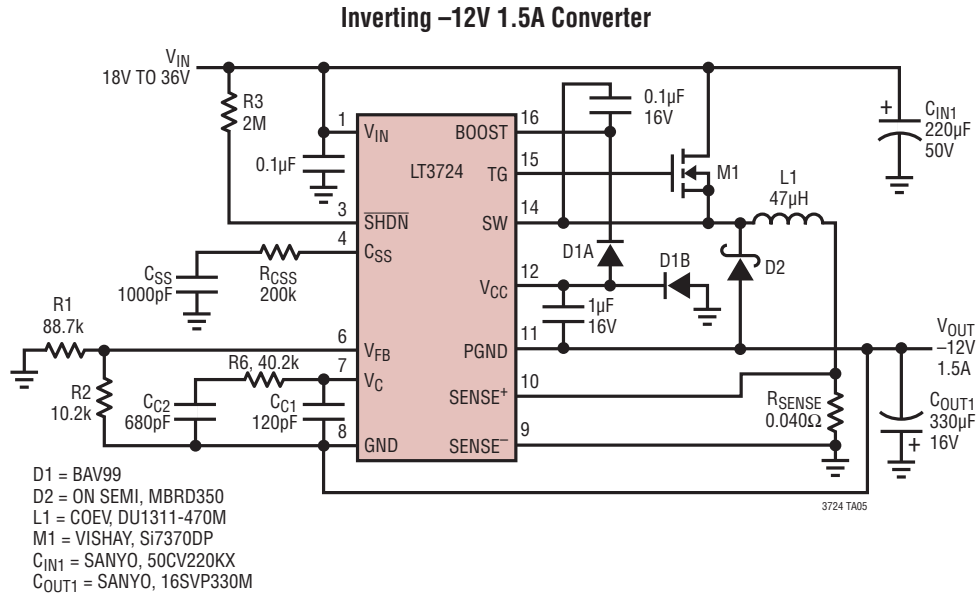 Inverting –12V 1.5A Converter
VIN
18V TO 36V
R3
2M
0.1µF
1
VIN
3
SHDN
4
CSS
CSS
1000pF
RCSS
200k
R1
88.7k
R2
10.2k
6
VFB
R6, 40.2k
7
VC
CC2
680pF
CC1
120pF
8
GND
LT3724
BOOST
16
TG
15
SW
14
VCC
12
PGND
11
SENSE+
10
SENSE–
9
0.1µF
16V
M1
L1
47µH
D1A
D1B
D2
1µF
16V
CIN1
220µF
50V
+
VOUT
–12V
1.5A
RSENSE
0.040Ω
COUT1
330µF
16V
+
3724 TA05
D1 = BAV99
D2 = ON SEMI, MBRD350
L1 = COEV, DU1311-470M
M1 = VISHAY, Si7370DP
CIN1 = SANYO, 50CV220KX
COUT1 = SANYO, 16SVP330M